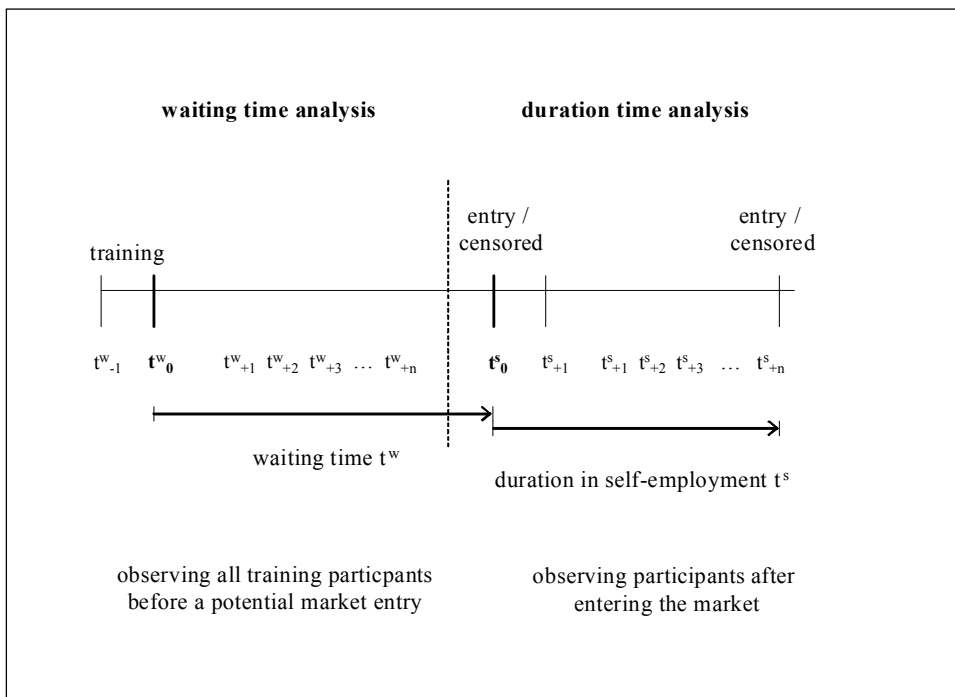 waiting time analysis    duration time analysis
entry / censored    entry / censored
training
t^w_-1  t^w_0  t^w_+1  t^w_+2  t^w_+3  …  t^w_+n  t^s_0  t^s_+1  t^s_+1  t^s_+2  t^s_+3  …  t^s_+n
waiting time t^w
duration in self-employment t^s
observing all training particpants
before a potential market entry
observing participants after
entering the market